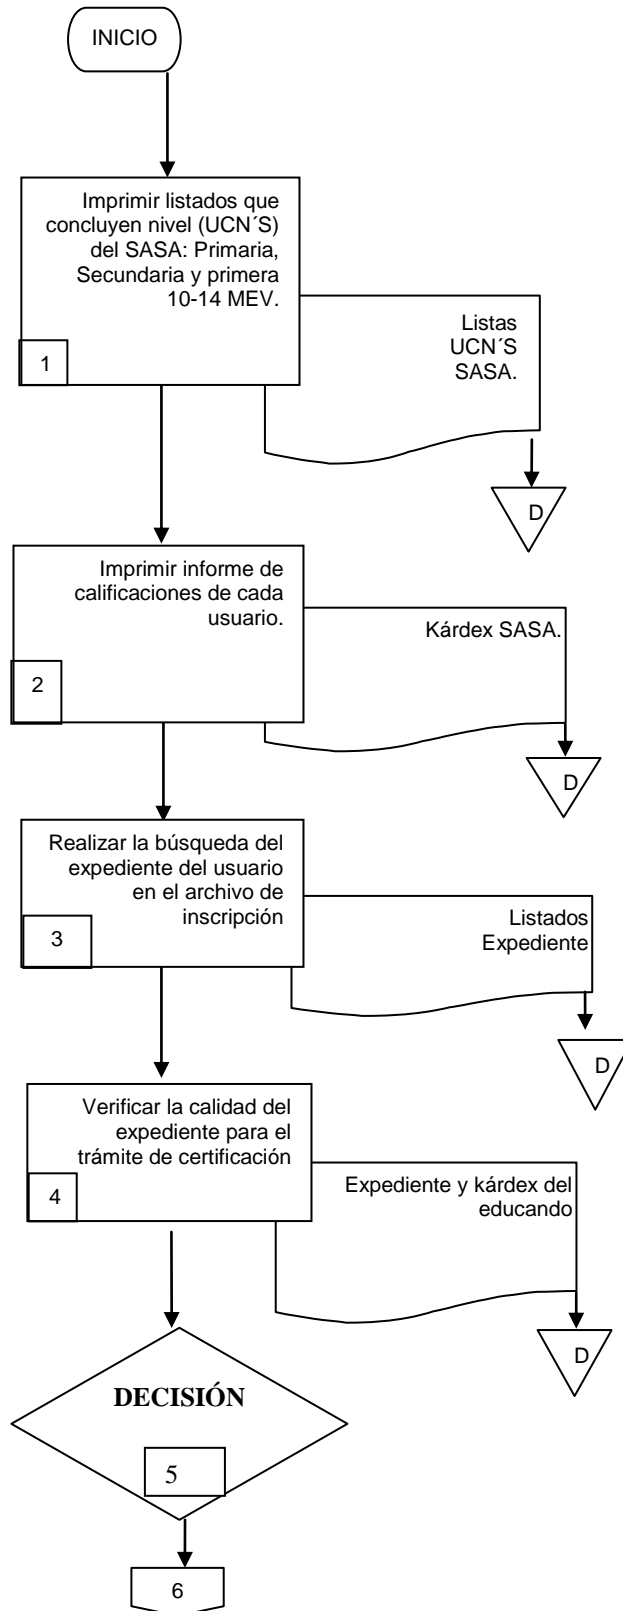 INICIO
Imprimir listados que
concluyen nivel (UCN´S)
del SASA: Primaria,
Secundaria y primera
10-14 MEV.
1
Listas
UCN´S
SASA.
D
Imprimir informe de
calificaciones de cada
usuario.
2
Kárdex SASA.
D
Realizar la búsqueda del
expediente del usuario
en el archivo de
inscripción
3
Listados
Expediente
D
Verificar la calidad del
expediente para el
trámite de certificación
4
Expediente y kárdex del
educando
D
DECISIÓN
5
6